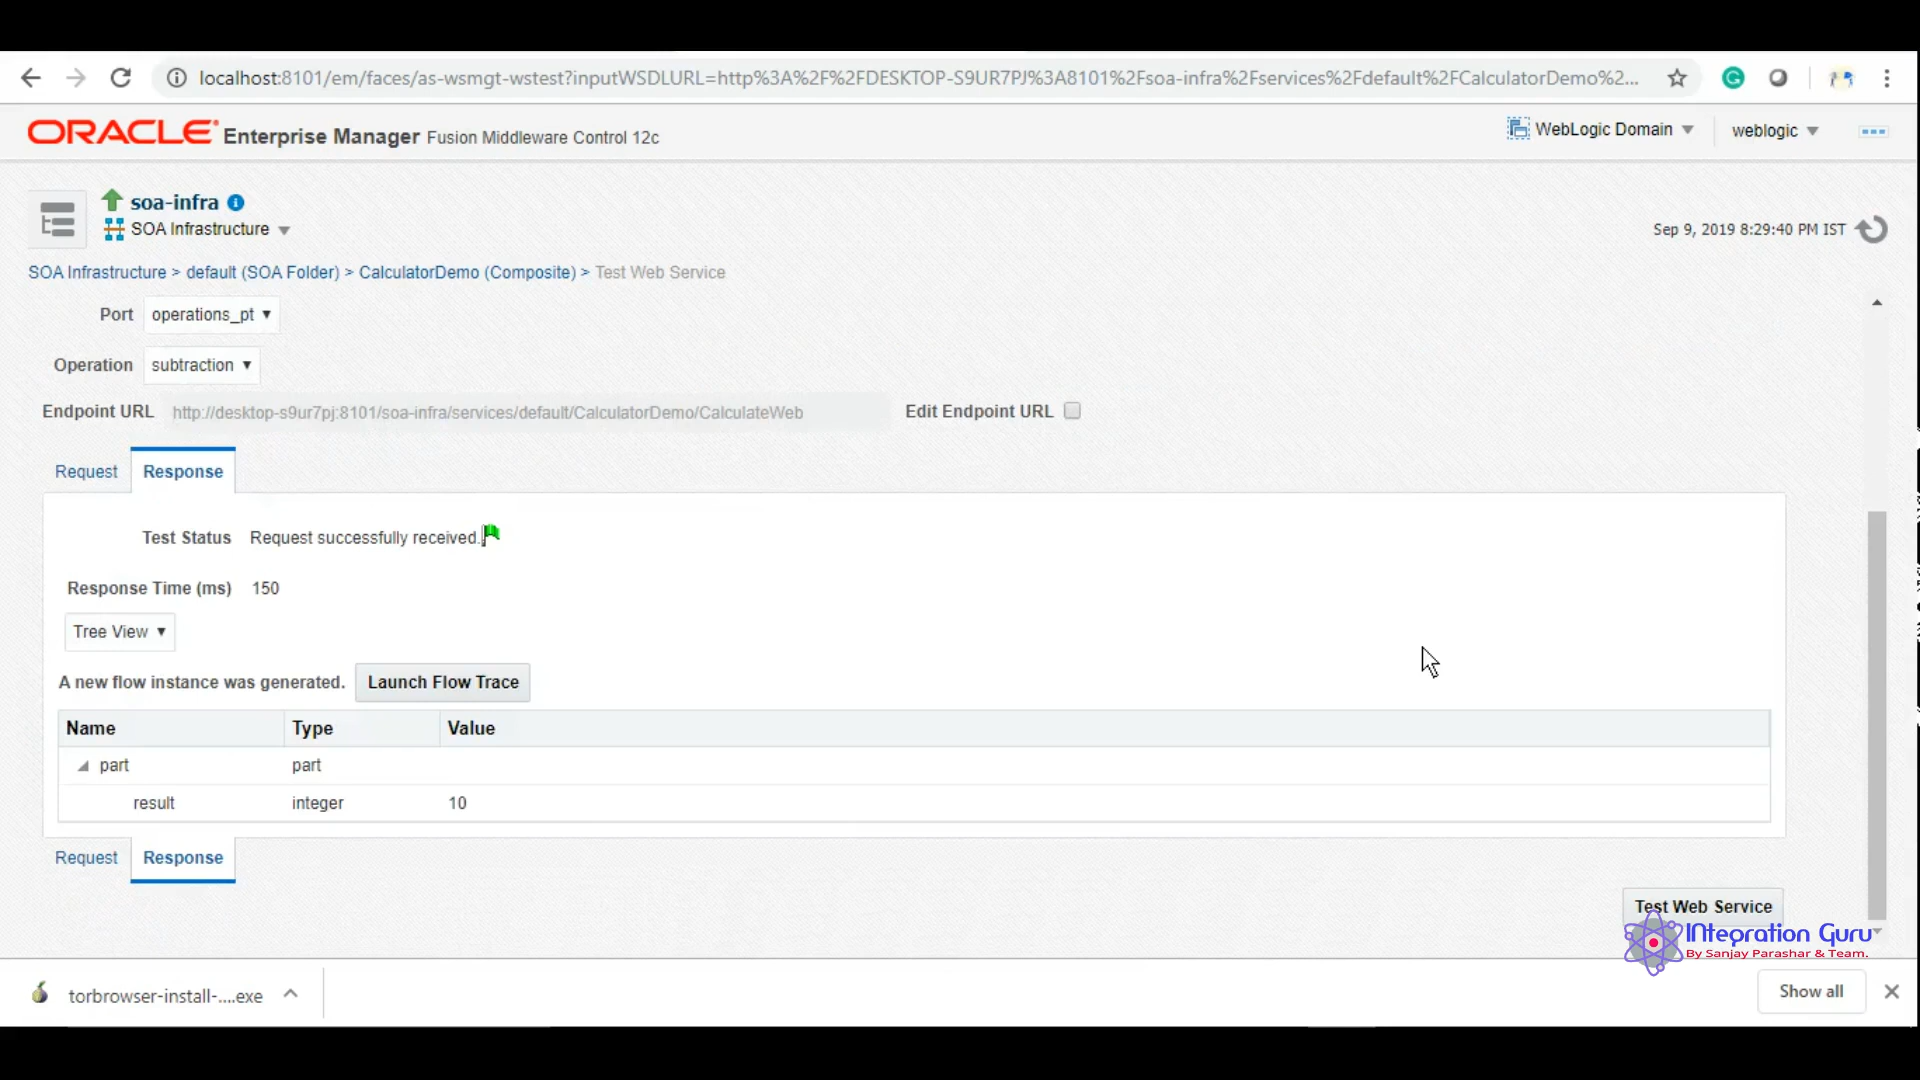 localhost:8101/em/faces/as-wsmgt-wstest?inputWSDLURL=http%3A%2F%2FDESKTOP-S9UR7PJ%3A8101%2Fsoa-infra%2Fservices%2Fdefault%2FCalculatorDemo%2...
ORACLE Enterprise Manager Fusion Middleware Control 12c
WebLogic Domain
weblogic
soa-infra
SOA Infrastructure
Sep 9, 2019 8:29:40 PM IST
SOA Infrastructure > default (SOA Folder) > CalculatorDemo (Composite) > Test Web Service
Port operations_pt
Operation subtraction
Endpoint URL http://desktop-s9ur7pj:8101/soa-infra/services/default/CalculatorDemo/CalculateWeb Edit Endpoint URL
Request Response
Test Status Request successfully received.
Response Time (ms) 150
Tree View
A new flow instance was generated. Launch Flow Trace
Name Type Value
part part
result integer 10
Request Response
Test Web Service
INtegration Guru
By Sanjay Parashar & Team.
torbrowser-install-....exe
Show all